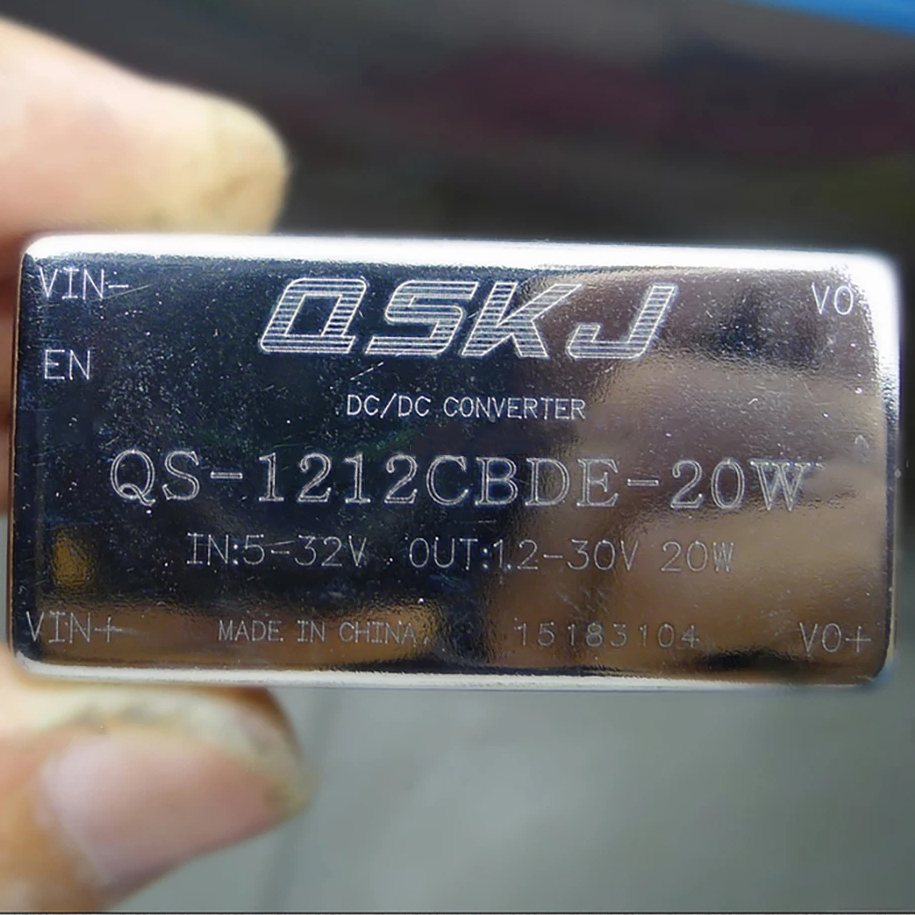 VIN-
QSKJ
VO-
EN
DC/DC CONVERTER
QS-1212CBDE-20W
IN:5-32V OUT:1.2-30V 20W
VIN+
MADE IN CHINA
15183104
VO+